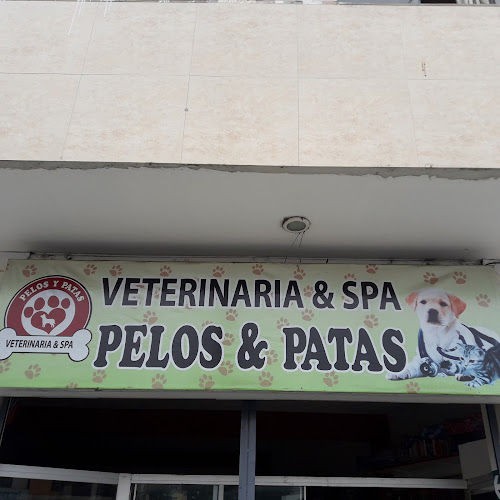 PELOS Y PATAS
VETERINARIA & SPA
VETERINARIA & SPA
PELOS & PATAS